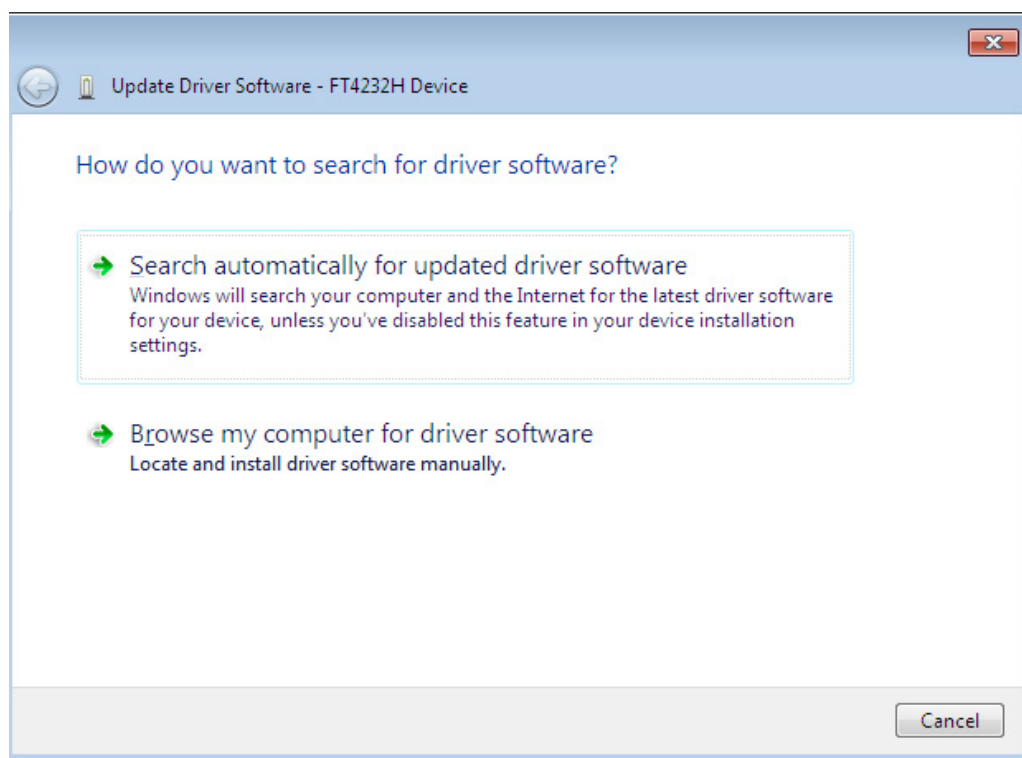 Update Driver Software - FT4232H Device
How do you want to search for driver software?
Search automatically for updated driver software
Windows will search your computer and the Internet for the latest driver software
for your device, unless you've disabled this feature in your device installation
settings.
Browse my computer for driver software
Locate and install driver software manually.
Cancel